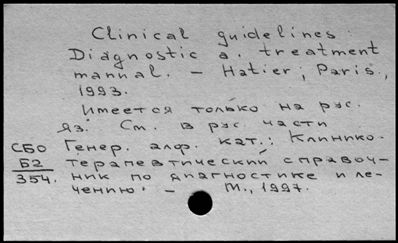 Clinical guidelines:
Diagnostic a. treatment
manual. – Hatier, Paris.,
1993.
Имеется только на рус.
яз. См. в рус. части
СБО Генер. алф. кат.: Клинико-
Б2 терапевтический справоч-
354. ник по диагностике и ле-
чению. – М., 1997.